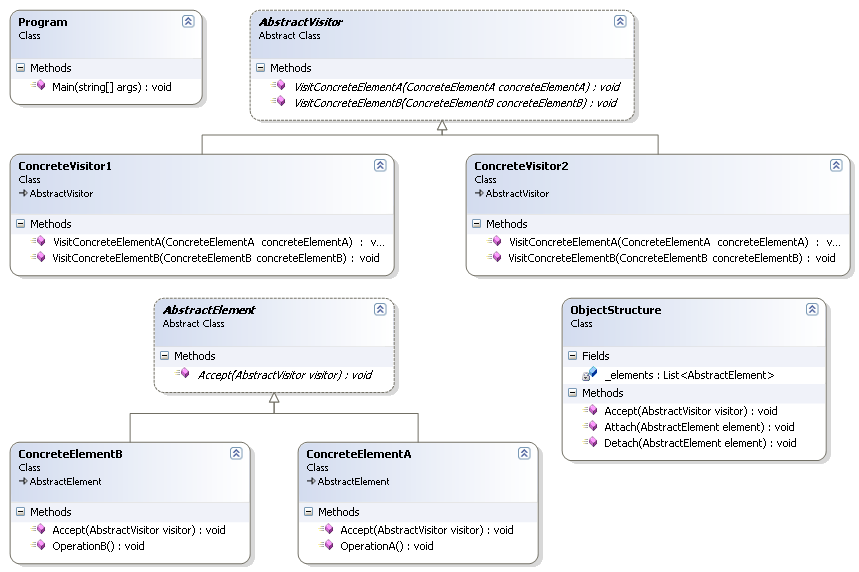 Program
Class
Methods
Main(string[] args) : void
AbstractVisitor
Abstract Class
Methods
VisitConcreteElementA(ConcreteElementA concreteElementA) : void
VisitConcreteElementB(ConcreteElementB concreteElementB) : void
ConcreteVisitor1
Class
AbstractVisitor
Methods
VisitConcreteElementA(ConcreteElementA concreteElementA) : v...
VisitConcreteElementB(ConcreteElementB concreteElementB) : void
ConcreteVisitor2
Class
AbstractVisitor
Methods
VisitConcreteElementA(ConcreteElementA concreteElementA) : v...
VisitConcreteElementB(ConcreteElementB concreteElementB) : void
AbstractElement
Abstract Class
Methods
Accept(AbstractVisitor visitor) : void
ObjectStructure
Class
Fields
_elements : List<AbstractElement>
Methods
Accept(AbstractVisitor visitor) : void
Attach(AbstractElement element) : void
Detach(AbstractElement element) : void
ConcreteElementB
Class
AbstractElement
Methods
Accept(AbstractVisitor visitor) : void
OperationB() : void
ConcreteElementA
Class
AbstractElement
Methods
Accept(AbstractVisitor visitor) : void
OperationA() : void